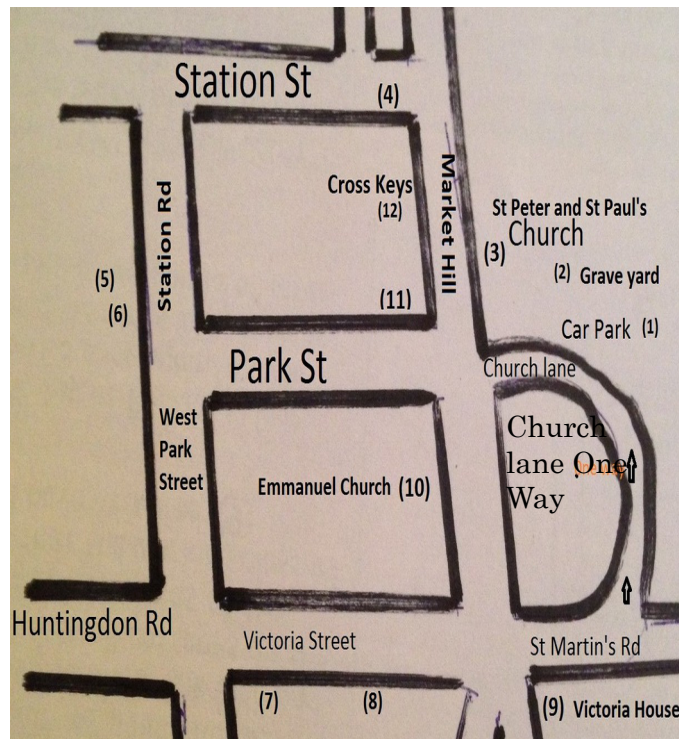 Station St
(4)
Cross Keys
(12)
Market Hill
Station Rd
St Peter and St Paul's
(3) Church
(2) Grave yard
(5)
(6)
(11)
Car Park (1)
Park St
Church lane
West
Park
Street
Church
lane One
Way
Emmanuel Church (10)
Huntingdon Rd
Victoria Street
St Martin's Rd
(7)
(8)
(9) Victoria House